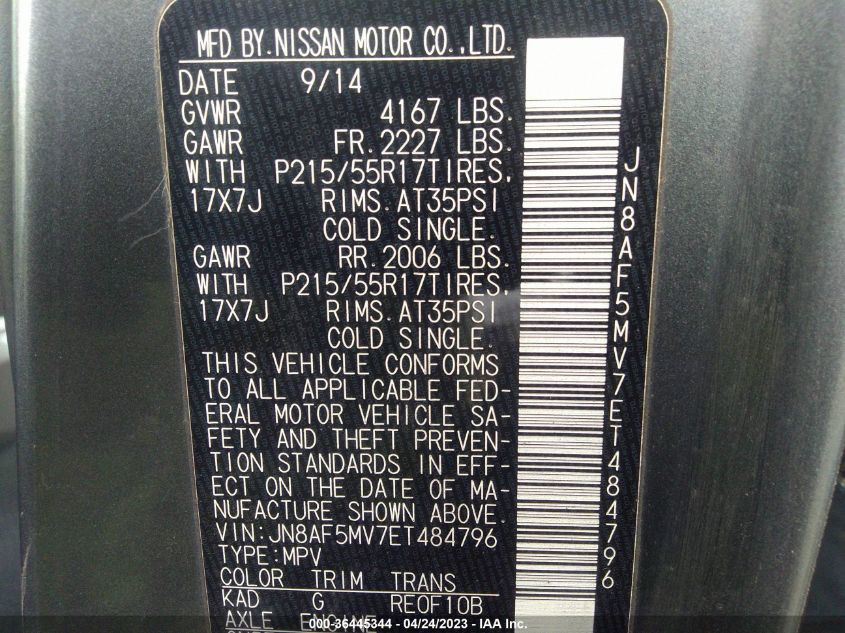 MFD BY.NISSAN MOTOR CO.,LTD.
DATE 9/14
GVWR 4167 LBS.
GAWR FR.2227 LBS.
WITH P215/55R17TIRES,
17X7J RIMS.AT35PSI
COLD SINGLE.
GAWR RR.2006 LBS.
WITH P215/55R17TIRES,
17X7J RIMS.AT35PSI
COLD SINGLE.
THIS VEHICLE CONFORMS
TO ALL APPLICABLE FED-
ERAL MOTOR VEHICLE SA-
FETY AND THEFT PREVEN-
TION STANDARDS IN EFF-
ECT ON THE DATE OF MA-
NUFACTURE SHOWN ABOVE.
VIN:JN8AF5MV7ET484796
TYPE:MPV
COLOR TRIM TRANS
KAD G RE0F10B
AXLE ENGINE
JN8AF5MV7ET484796
000-36445344 - 04/24/2023 - IAA Inc.